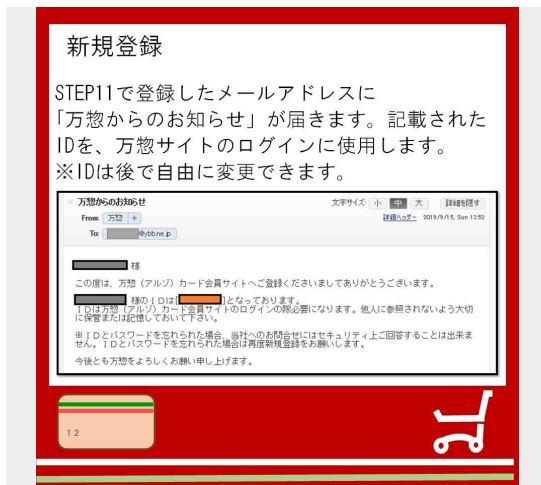 新規登録
STEP11で登録したメールアドレスに
「万惣からのお知らせ」が届きます。記載された
IDを、万惣サイトのログインに使用します。
※IDは後で自由に変更できます。
万惣からのお知らせ 文字サイズ: 小 中 大 詳細を隠す
From: 万惣 + 詳細ヘッダー 2019/9/15, Sun 13:52
To: @ybb.ne.jp
様
この度は、万惣（アルゾ）カード会員サイトへご登録くださいましてありがとうございます。
様のIDは[ ]となっております。
IDは万惣（アルゾ）カード会員サイトのログインの際必要になります。他人に参照されないよう大切
に保管または記憶しておいて下さい。
※IDとパスワードを忘れられた場合、当社へのお問合せにはセキュリティ上ご回答することは出来ま
せん。IDとパスワードを忘れられた場合は再度新規登録をお願いします。
今後とも万惣をよろしくお願い申し上げます。
12